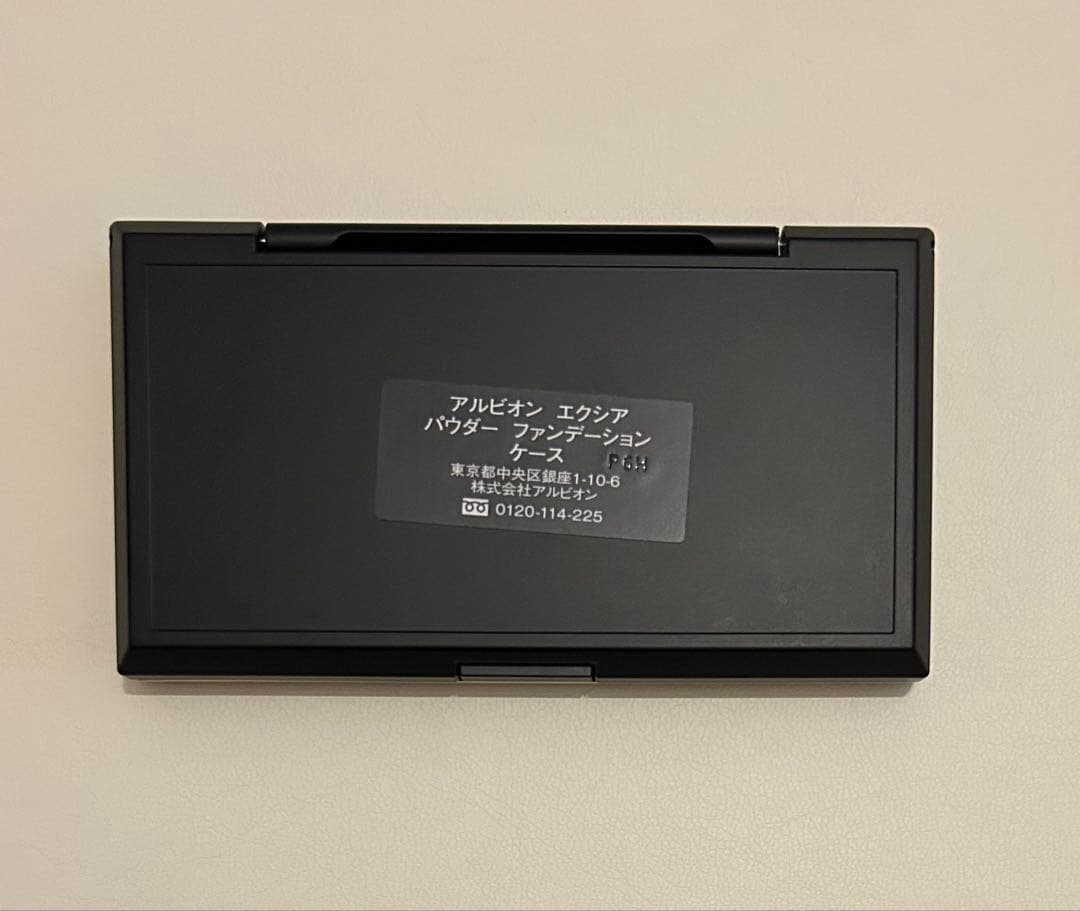 アルビオン エクシア
パウダー ファンデーション
ケース P6H
東京都中央区銀座1-10-6
株式会社アルビオン
0120-114-225